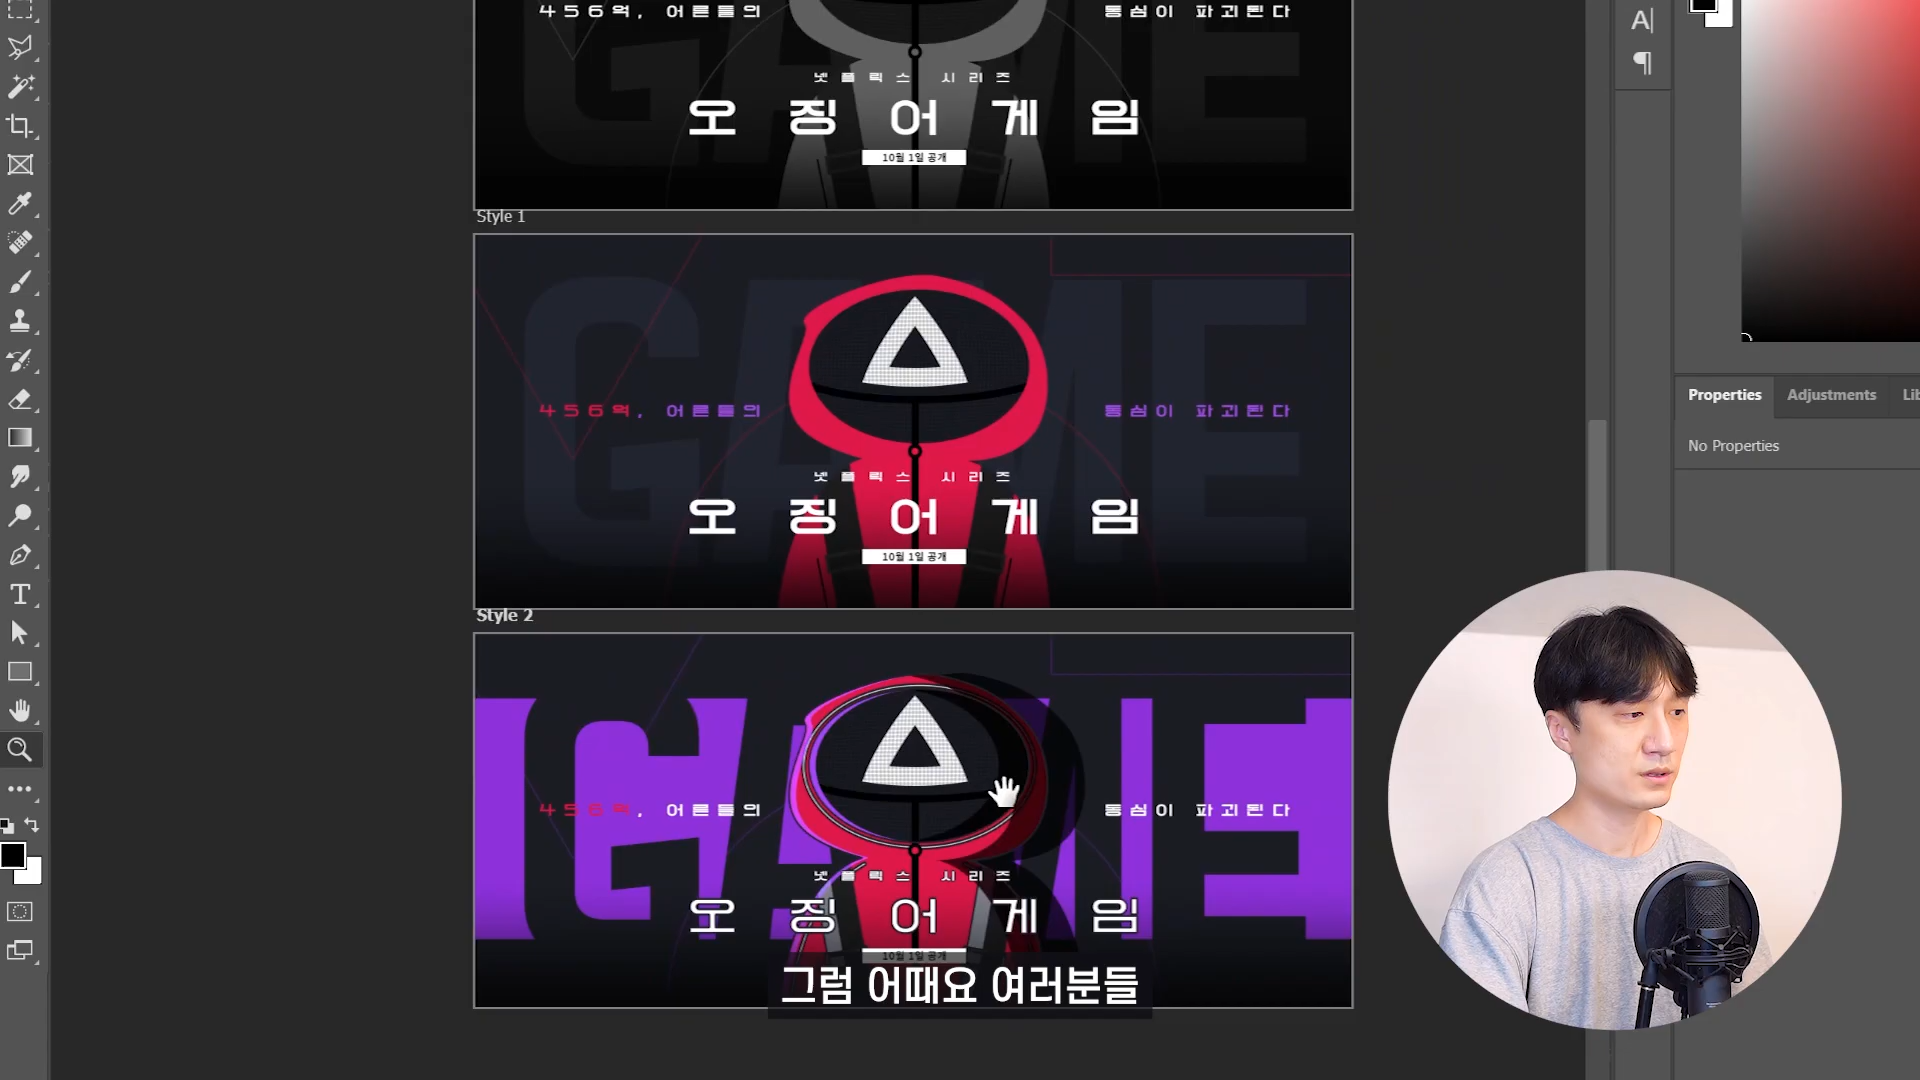 456억, 어른들의
동심이 파괴된다
GAME
넷플릭스 시리즈
오징어게임
10월 1일 공개
Style 1
GAME
456억, 어른들의
동심이 파괴된다
넷플릭스 시리즈
오징어게임
10월 1일 공개
Style 2
GAME
456억, 어른들의
동심이 파괴된다
넷플릭스 시리즈
오징어게임
10월 1일 공개
그럼 어때요 여러분들
Properties
Adjustments
Lib
No Properties